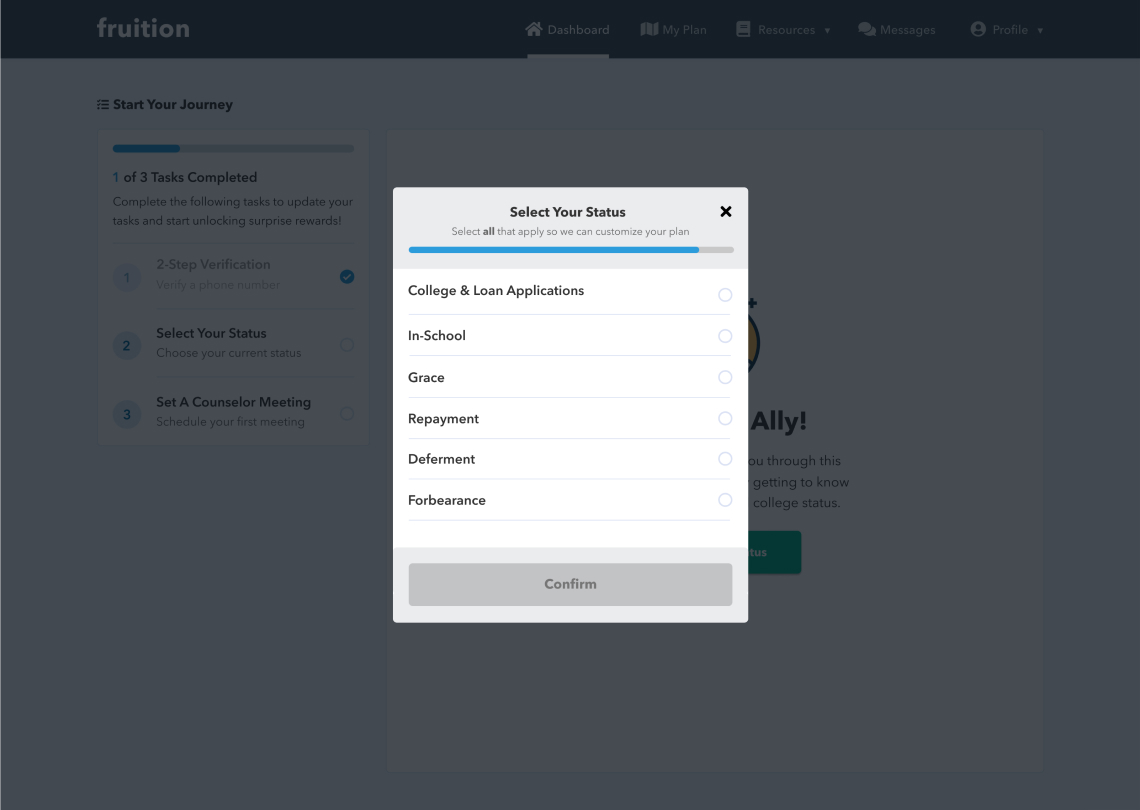 fruition
Dashboard
My Plan
Resources
Messages
Profile
Start Your Journey
1 of 3 Tasks Completed
Complete the following tasks to update your
tasks and start unlocking surprise rewards!
1
2-Step Verification
Verify a phone number
2
Select Your Status
Choose your current status
3
Set A Counselor Meeting
Schedule your first meeting
Select Your Status
Select all that apply so we can customize your plan
College & Loan Applications
In-School
Grace
Repayment
Deferment
Forbearance
Confirm
Ally!
through this
getting to know
college status.